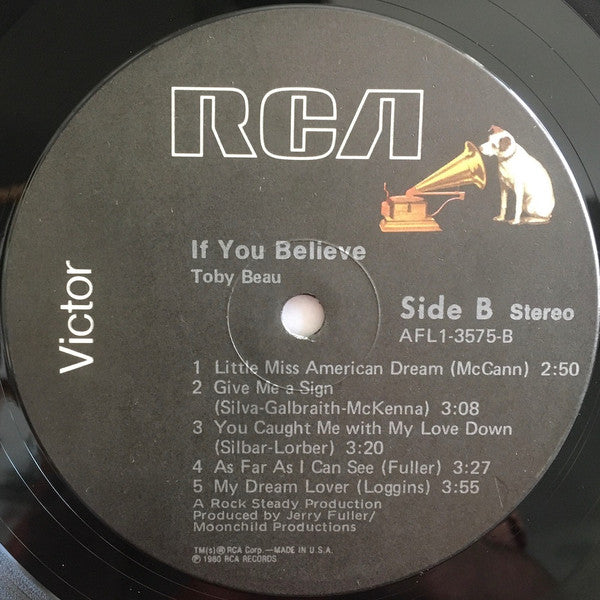 RCA
Victor
If You Believe
Toby Beau
Side B Stereo
AFL1-3575-B
1 Little Miss American Dream (McCann) 2:50
2 Give Me a Sign
(Silva-Galbraith-McKenna) 3:08
3 You Caught Me with My Love Down
(Silbar-Lorber) 3:20
4 As Far As I Can See (Fuller) 3:27
5 My Dream Lover (Loggins) 3:55
A Rock Steady Production
Produced by Jerry Fuller/
Moonchild Productions
TM(s)® RCA Corp.—MADE IN U.S.A.
℗ 1980 RCA RECORDS